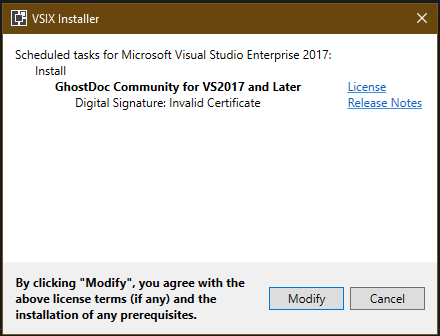 VSIX Installer
Scheduled tasks for Microsoft Visual Studio Enterprise 2017:
Install
GhostDoc Community for VS2017 and Later License
Digital Signature: Invalid Certificate Release Notes
By clicking "Modify", you agree with the
above license terms (if any) and the
installation of any prerequisites.
Modify Cancel